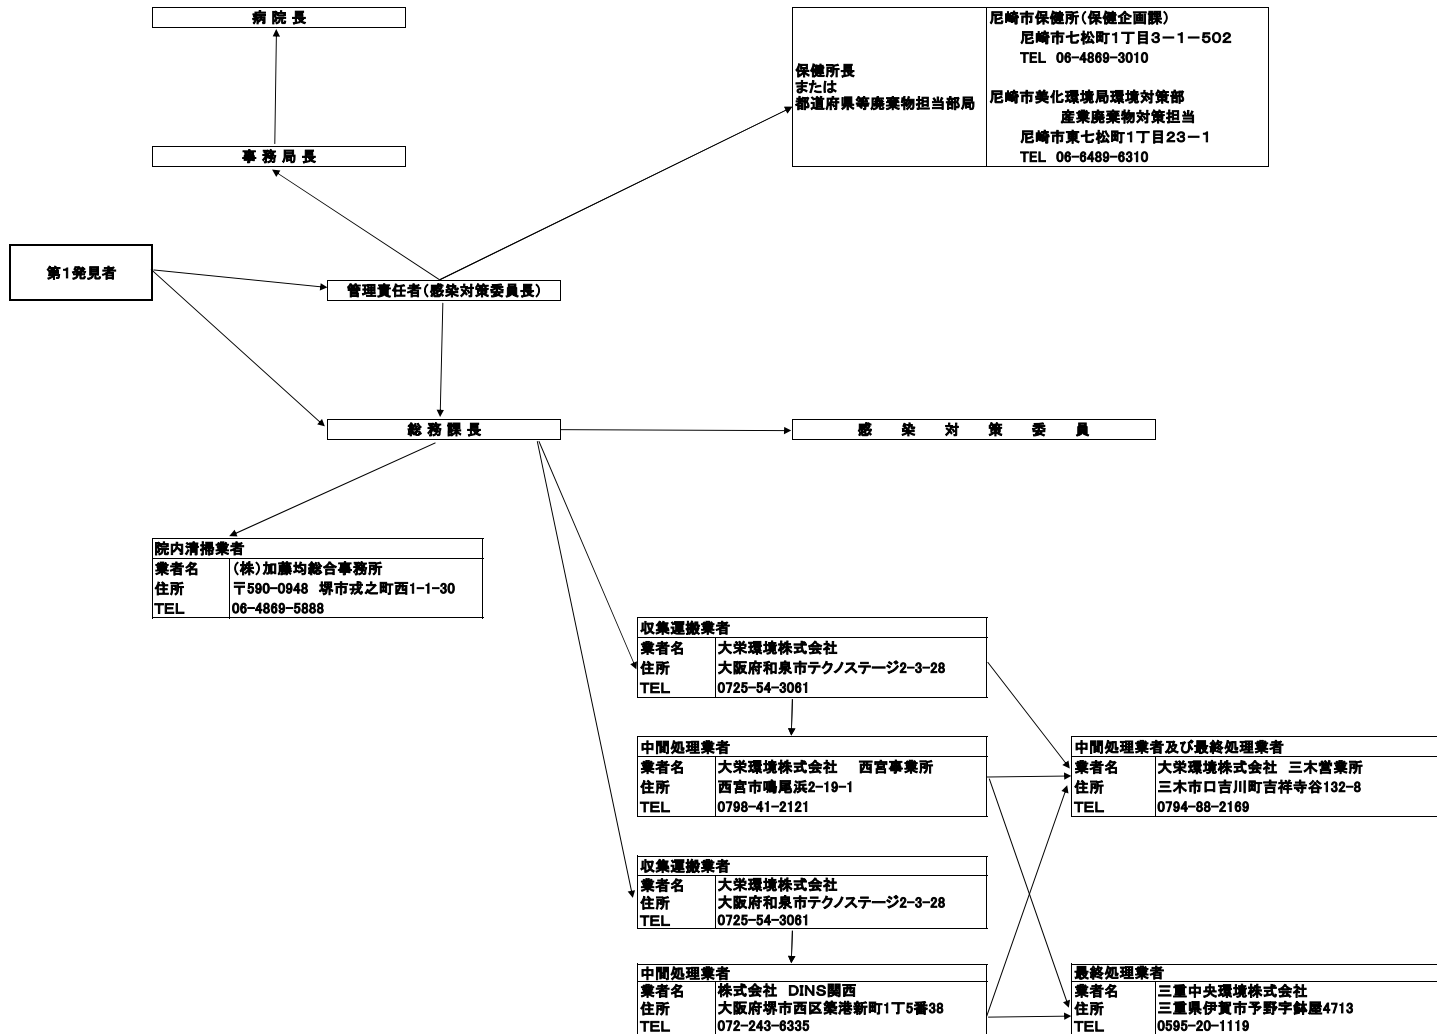 病 院 長
保健所長
または
都道府県等廃棄物担当部局
尼崎市保健所(保健企画課)
尼崎市七松町1丁目3-1-502
TEL 06-4869-3010
尼崎市美化環境局環境対策部
産業廃棄物対策担当
尼崎市東七松町1丁目23-1
TEL 06-6489-6310
事 務 局 長
第1発見者
管理責任者(感染対策委員長)
総 務 課 長
感 染 対 策 委 員
院内清掃業者
業者名 (株)加藤均総合事務所
住所 〒590-0948 堺市戎之町西1-1-30
TEL 06-4869-5888
収集運搬業者
業者名 大栄環境株式会社
住所 大阪府和泉市テクノステージ2-3-28
TEL 0725-54-3061
中間処理業者
業者名 大栄環境株式会社 西宮事業所
住所 西宮市鳴尾浜2-19-1
TEL 0798-41-2121
中間処理業者及び最終処理業者
業者名 大栄環境株式会社 三木営業所
住所 三木市口吉川町吉祥寺谷132-8
TEL 0794-88-2169
収集運搬業者
業者名 大栄環境株式会社
住所 大阪府和泉市テクノステージ2-3-28
TEL 0725-54-3061
中間処理業者
業者名 株式会社 DINS関西
住所 大阪府堺市西区築港新町1丁5番38
TEL 072-243-6335
最終処理業者
業者名 三重中央環境株式会社
住所 三重県伊賀市予野字鉢屋4713
TEL 0595-20-1119